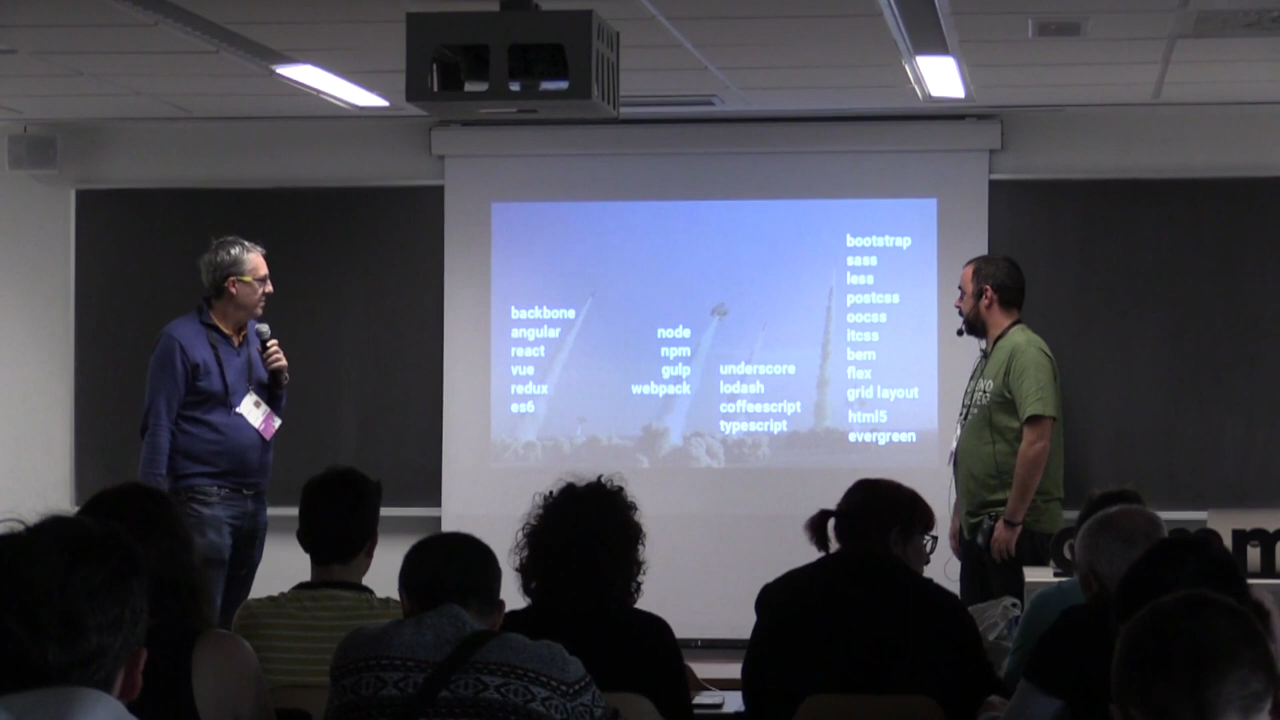 backbone
angular
react
vue
redux
es6
node
npm
gulp
webpack
underscore
lodash
coffeescript
typescript
bootstrap
sass
less
postcss
oocss
itcss
bem
flex
grid layout
html5
evergreen